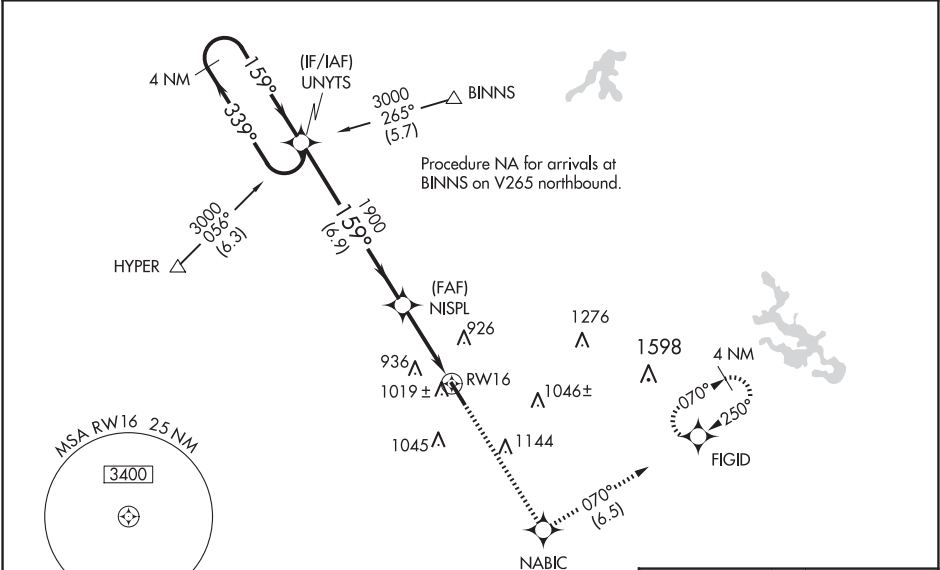 (IF/IAF)
UNYTS
4 NM
159°
339°
BINNS
3000
265°
(5.7)
Procedure NA for arrivals at
BINNS on V265 northbound.
3000
056°
(6.3)
HYPER
1900
159°
(6.9)
(FAF)
NISPL
926
1276
1598
4 NM
936
RW16
1019 ±
1046 ±
070°
250°
1045
1144
FIGID
MSA RW16 25 NM
3400
070°
(6.5)
NABIC